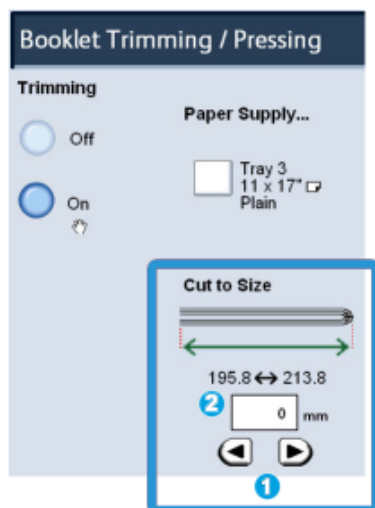 Booklet Trimming / Pressing
Trimming
Off
On
Paper Supply...
Tray 3
11 x 17"
Plain
Cut to Size
195.8 ↔ 213.8
2
0 mm
1